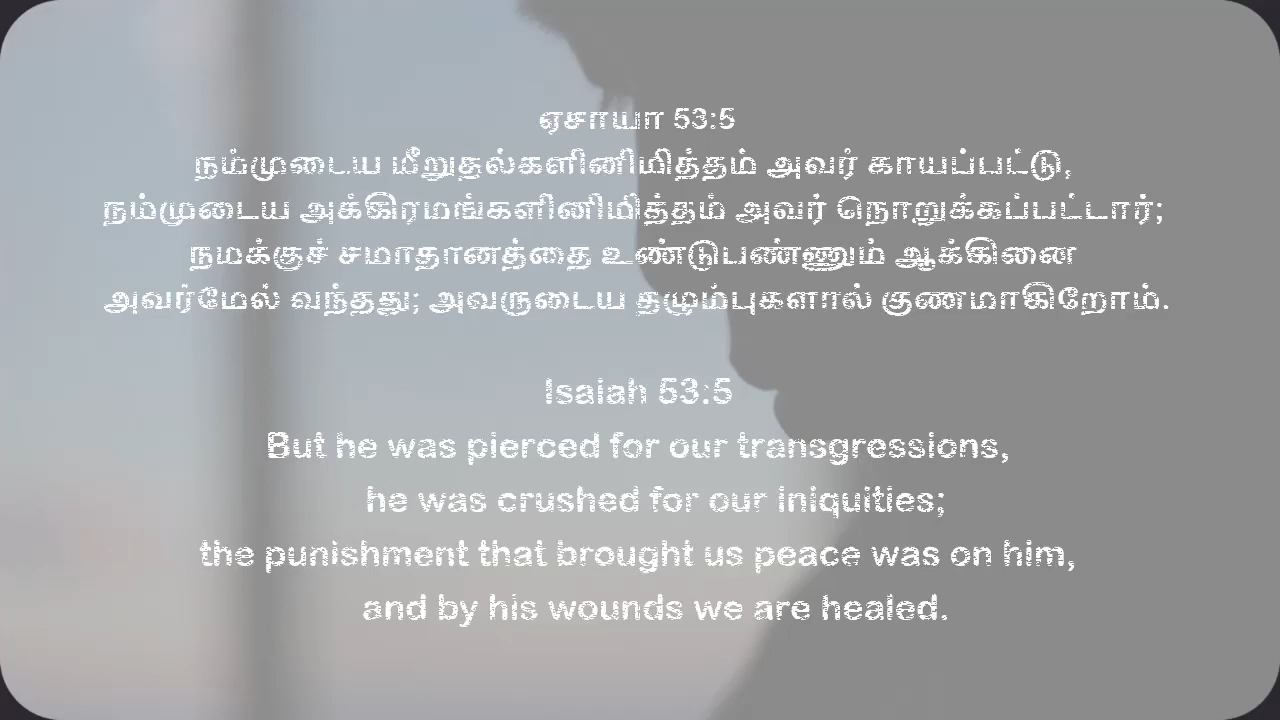 ஏசாயா 53:5
நம்முடைய மீறுதல்களினிமித்தம் அவர் காயப்பட்டு,
நம்முடைய அக்கிரமங்களினிமித்தம் அவர் நொறுக்கப்பட்டார்;
நமக்குச் சமாதானத்தை உண்டுபண்ணும் ஆக்கினை
அவர்மேல் வந்தது; அவருடைய தழும்புகளால் குணமாகிறோம்.
Isaiah 53:5
But he was pierced for our transgressions,
he was crushed for our iniquities;
the punishment that brought us peace was on him,
and by his wounds we are healed.